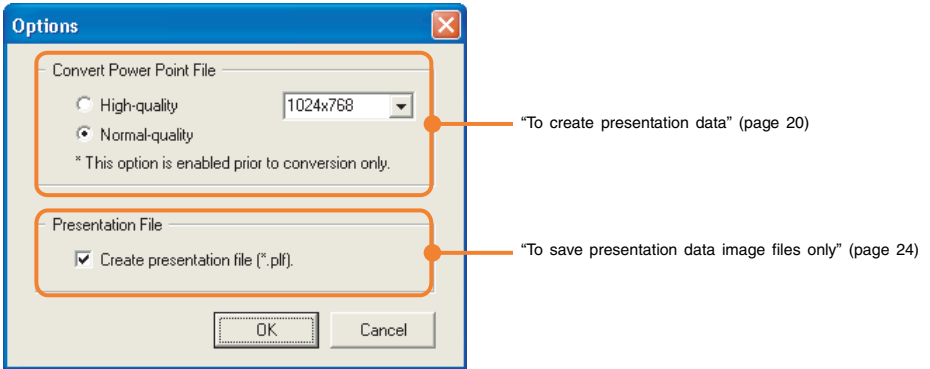 Options
Convert Power Point File
High-quality
1024x768
Normal-quality
* This option is enabled prior to conversion only.
“To create presentation data” (page 20)
Presentation File
Create presentation file (*.plf).
“To save presentation data image files only” (page 24)
OK
Cancel